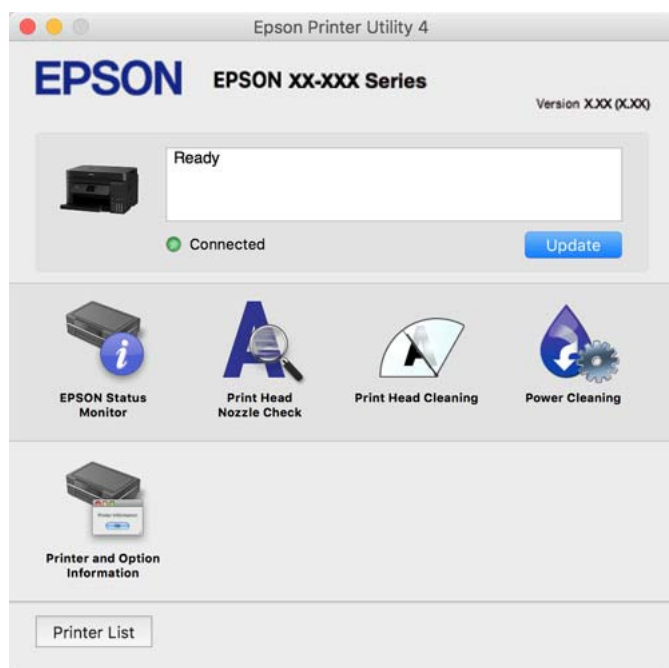 Epson Printer Utility 4
EPSON
EPSON XX-XXX Series
Version X.XX (X.XX)
Ready
Connected
Update
EPSON Status
Monitor
Print Head
Nozzle Check
Print Head Cleaning
Power Cleaning
Printer and Option
Information
Printer List